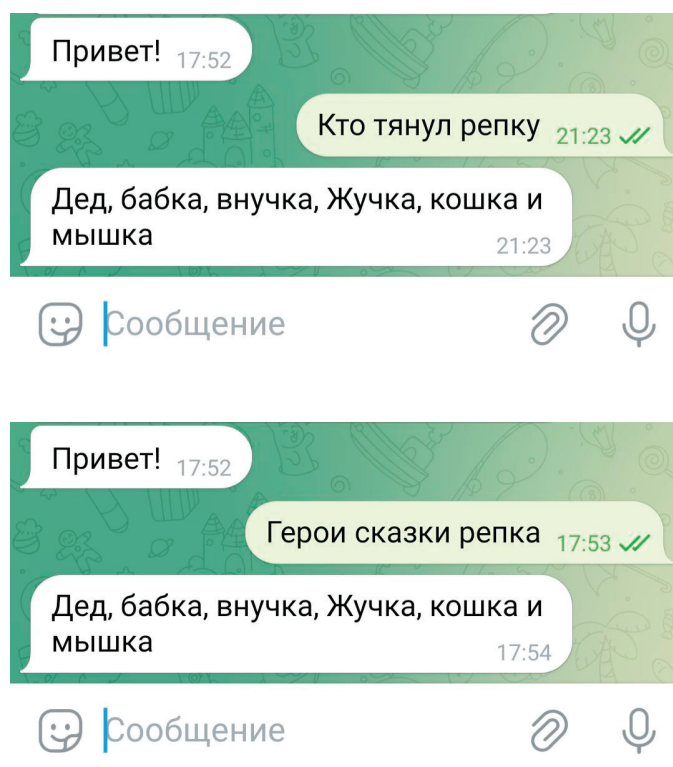 Привет! 17:52
Кто тянул репку 21:23
Дед, бабка, внучка, Жучка, кошка и
мышка 21:23
Сообщение
Привет! 17:52
Герои сказки репка 17:53
Дед, бабка, внучка, Жучка, кошка и
мышка 17:54
Сообщение